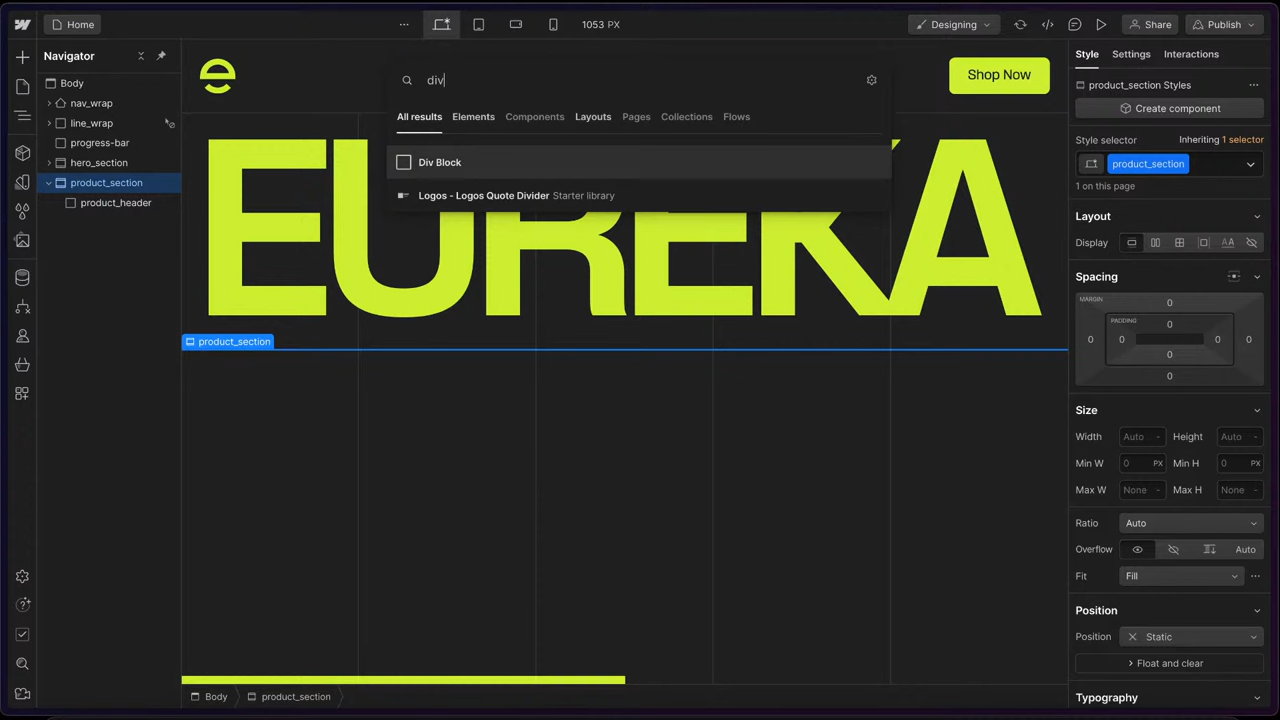 Home
1053 PX
Designing
Share
Publish
Navigator
Body
nav_wrap
line_wrap
progress-bar
hero_section
product_section
product_header
Shop Now
div
All results Elements Components Layouts Pages Collections Flows
Div Block
Logos - Logos Quote Divider Starter library
EUREKA
product_section
Body
product_section
Style Settings Interactions
product_section Styles
Create component
Style selector Inheriting 1 selector
product_section
1 on this page
Layout
Display
Spacing
MARGIN
0
PADDING
0
0 0 0 0
0
0
Size
Width Auto - Height Auto -
Min W 0 PX Min H 0 PX
Max W None - Max H None -
Ratio Auto
Overflow Auto
Fit Fill
Position
Position Static
Float and clear
Typography